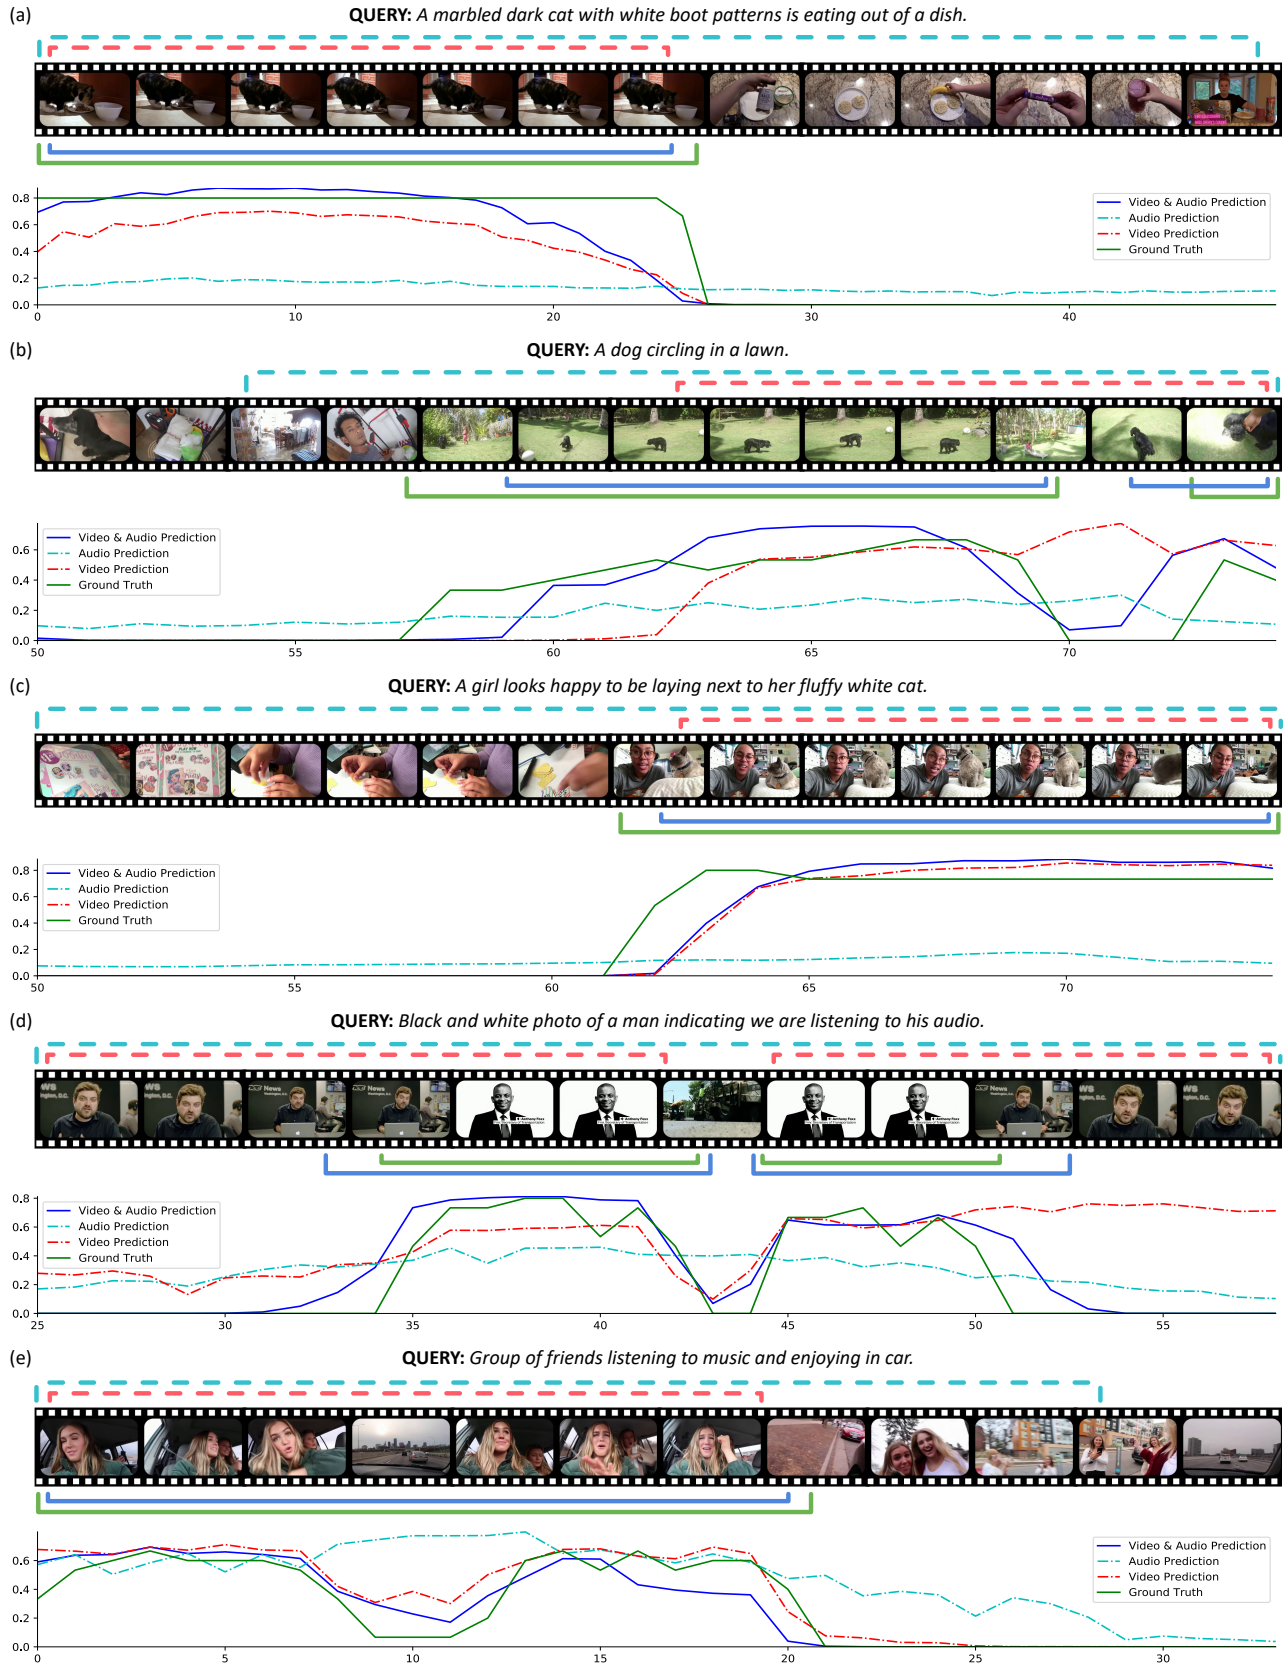 (a) QUERY: A marbled dark cat with white boot patterns is eating out of a dish.
0.8
0.6
0.4
0.2
0.0
0 10 20 30 40
Video & Audio Prediction
Audio Prediction
Video Prediction
Ground Truth
(b) QUERY: A dog circling in a lawn.
Video & Audio Prediction
Audio Prediction
Video Prediction
Ground Truth
0.6
0.4
0.2
0.0
50 55 60 65 70
(c) QUERY: A girl looks happy to be laying next to her fluffy white cat.
Video & Audio Prediction
Audio Prediction
Video Prediction
Ground Truth
0.8
0.6
0.4
0.2
0.0
50 55 60 65 70
(d) QUERY: Black and white photo of a man indicating we are listening to his audio.
WS
ington, D.C.
News
Washington, D.C.
News
Anthony Foxx
Anthony Foxx
News
Video & Audio Prediction
Audio Prediction
Video Prediction
Ground Truth
0.8
0.6
0.4
0.2
0.0
25 30 35 40 45 50 55
(e) QUERY: Group of friends listening to music and enjoying in car.
0.6
0.4
0.2
0.0
0 5 10 15 20 25 30
Video & Audio Prediction
Audio Prediction
Video Prediction
Ground Truth